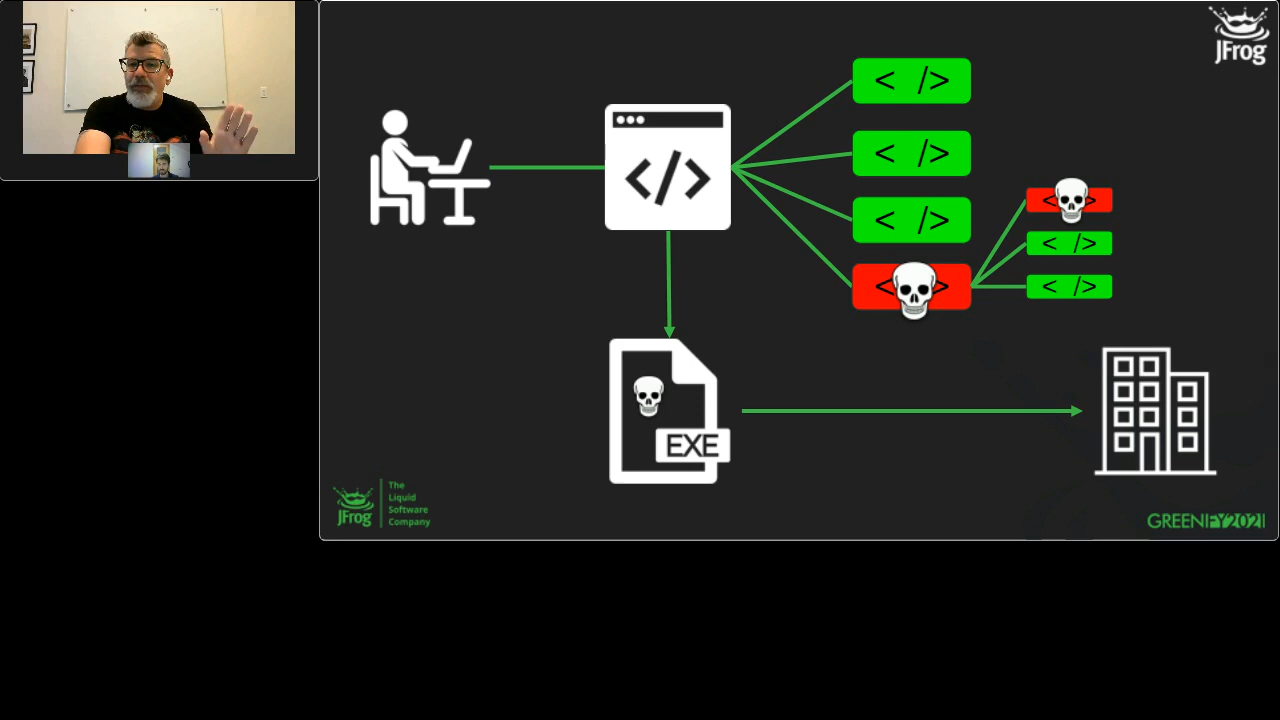 JFrog
< />
< />
< />
< >
< >
< />
< />
</>
EXE
JFrog
The
Liquid
Software
Company
GREENIFY2021